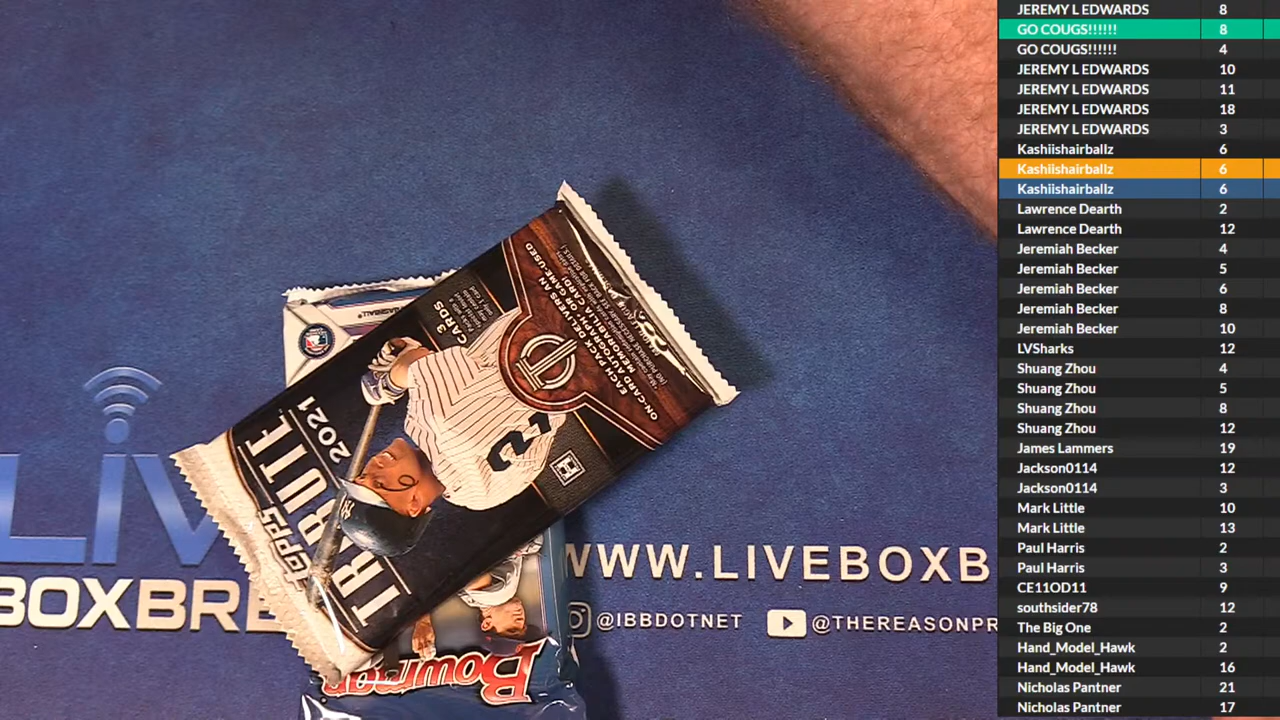 JEREMY L EDWARDS 8
GO COUGS!!!!!! 8
GO COUGS!!!!!! 4
JEREMY L EDWARDS 10
JEREMY L EDWARDS 11
JEREMY L EDWARDS 18
JEREMY L EDWARDS 3
Kashiishairballz 6
Kashiishairballz 6
Kashiishairballz 6
Lawrence Dearth 2
Lawrence Dearth 12
Jeremiah Becker 4
Jeremiah Becker 5
Jeremiah Becker 6
Jeremiah Becker 8
Jeremiah Becker 10
LVSharks 12
Shuang Zhou 4
Shuang Zhou 5
Shuang Zhou 8
Shuang Zhou 12
James Lammers 19
Jackson0114 12
Jackson0114 3
Mark Little 10
Mark Little 13
Paul Harris 2
Paul Harris 3
CE11OD11 9
southsider78 12
The Big One 2
Hand_Model_Hawk 2
Hand_Model_Hawk 16
Nicholas Pantner 21
Nicholas Pantner 17
EACH PACK DELIVERS AN
ON-CARD AUTOGRAPH OR GAME-USED
MEMORABILIA CARD!
3
CARDS
2
Topps
TRIBUTE
2021
Bowman
LIV
BOXBRE
WWW.LIVEBOXB
@IBBDOTNET
@THEREASONPR